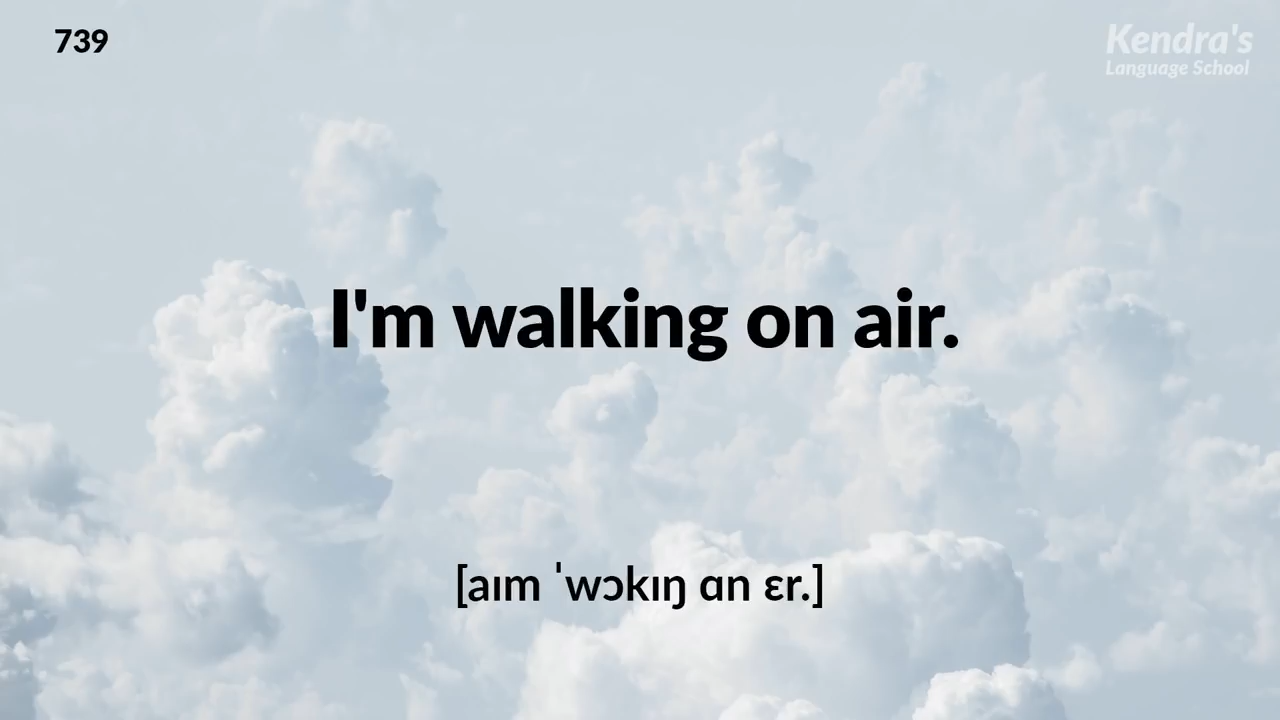 739
Kendra's
Language School
I'm walking on air.
[aɪm ˈwɔkɪŋ ɑn ɛr.]